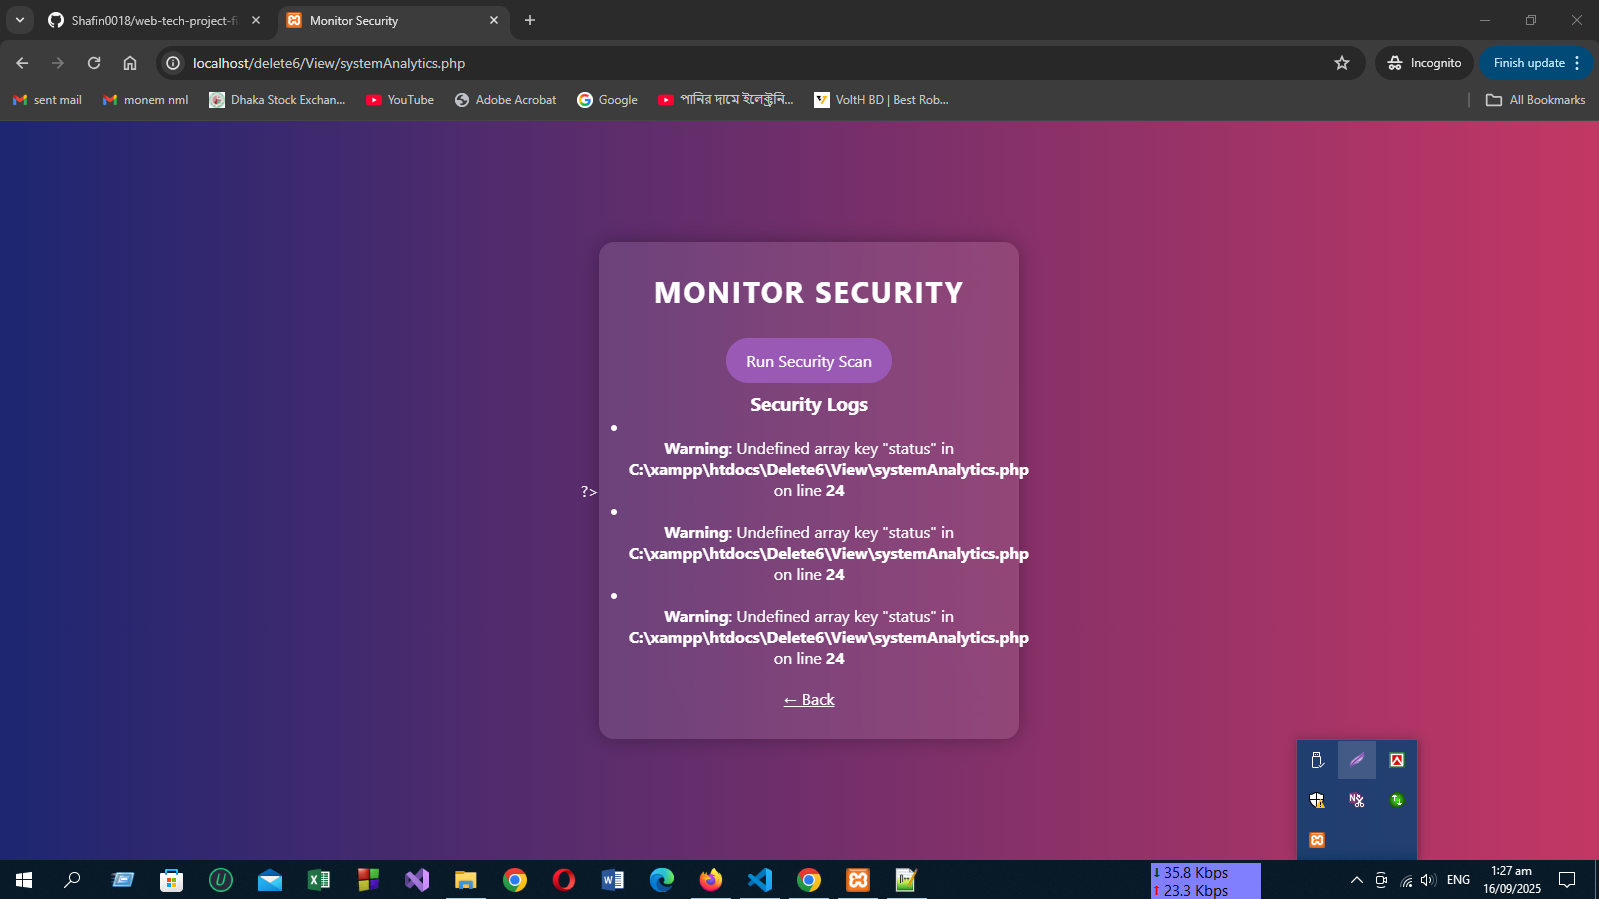 Shafin0018/web-tech-project-fi
Monitor Security
localhost/delete6/View/systemAnalytics.php
Incognito
Finish update
sent mail
monem nml
Dhaka Stock Exchan...
YouTube
Adobe Acrobat
Google
পানির দামে ইলেক্ট্রনি...
VoltH BD | Best Rob...
All Bookmarks
MONITOR SECURITY
Run Security Scan
Security Logs
Warning: Undefined array key "status" in
C:\xampp\htdocs\Delete6\View\systemAnalytics.php
on line 24
?>
Warning: Undefined array key "status" in
C:\xampp\htdocs\Delete6\View\systemAnalytics.php
on line 24
Warning: Undefined array key "status" in
C:\xampp\htdocs\Delete6\View\systemAnalytics.php
on line 24
← Back
35.8 Kbps
23.3 Kbps
ENG
1:27 am
16/09/2025